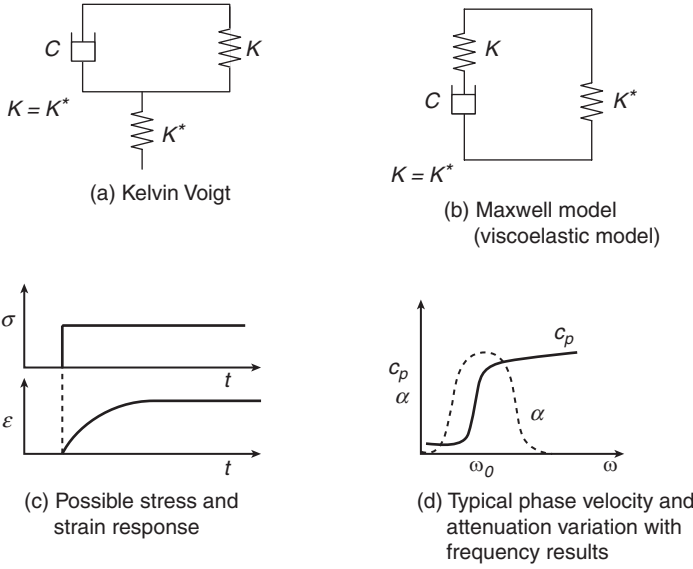 C
K
K = K*
K*
(a) Kelvin Voigt
K
C
K*
K = K*
(b) Maxwell model
(viscoelastic model)
σ
t
ε
t
(c) Possible stress and
strain response
c_p
c_p
α
α
ω_0
ω
(d) Typical phase velocity and
attenuation variation with
frequency results